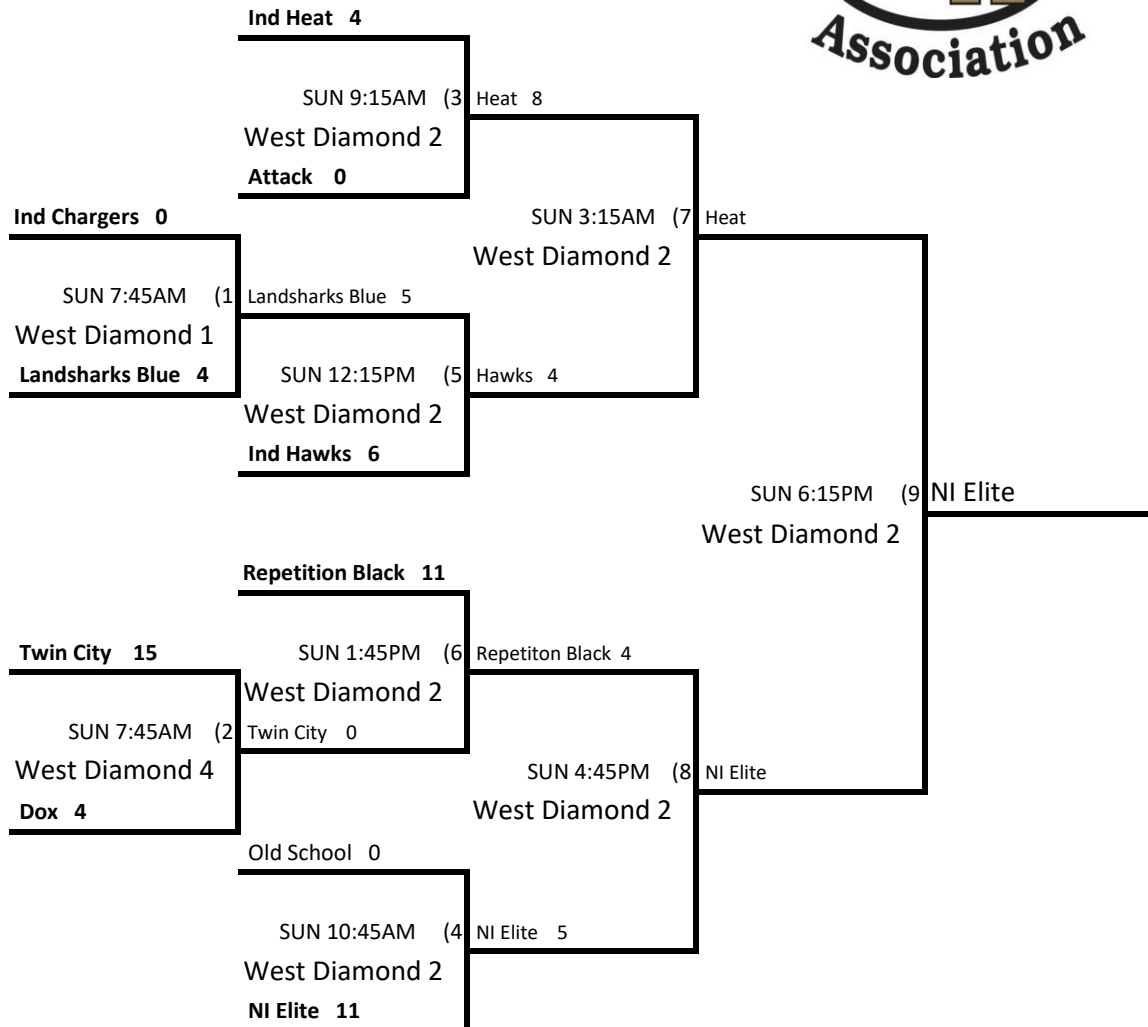 Ind Heat 4
Association
SUN 9:15AM (3 Heat 8
West Diamond 2
Attack 0
Ind Chargers 0
SUN 3:15AM (7 Heat
West Diamond 2
SUN 7:45AM (1 Landsharks Blue 5
West Diamond 1
Landsharks Blue 4
SUN 12:15PM (5 Hawks 4
West Diamond 2
Ind Hawks 6
SUN 6:15PM (9 NI Elite
West Diamond 2
Repetition Black 11
Twin City 15
SUN 1:45PM (6 Repetiton Black 4
West Diamond 2
SUN 7:45AM (2 Twin City 0
West Diamond 4
SUN 4:45PM (8 NI Elite
West Diamond 2
Dox 4
Old School 0
SUN 10:45AM (4 NI Elite 5
West Diamond 2
NI Elite 11